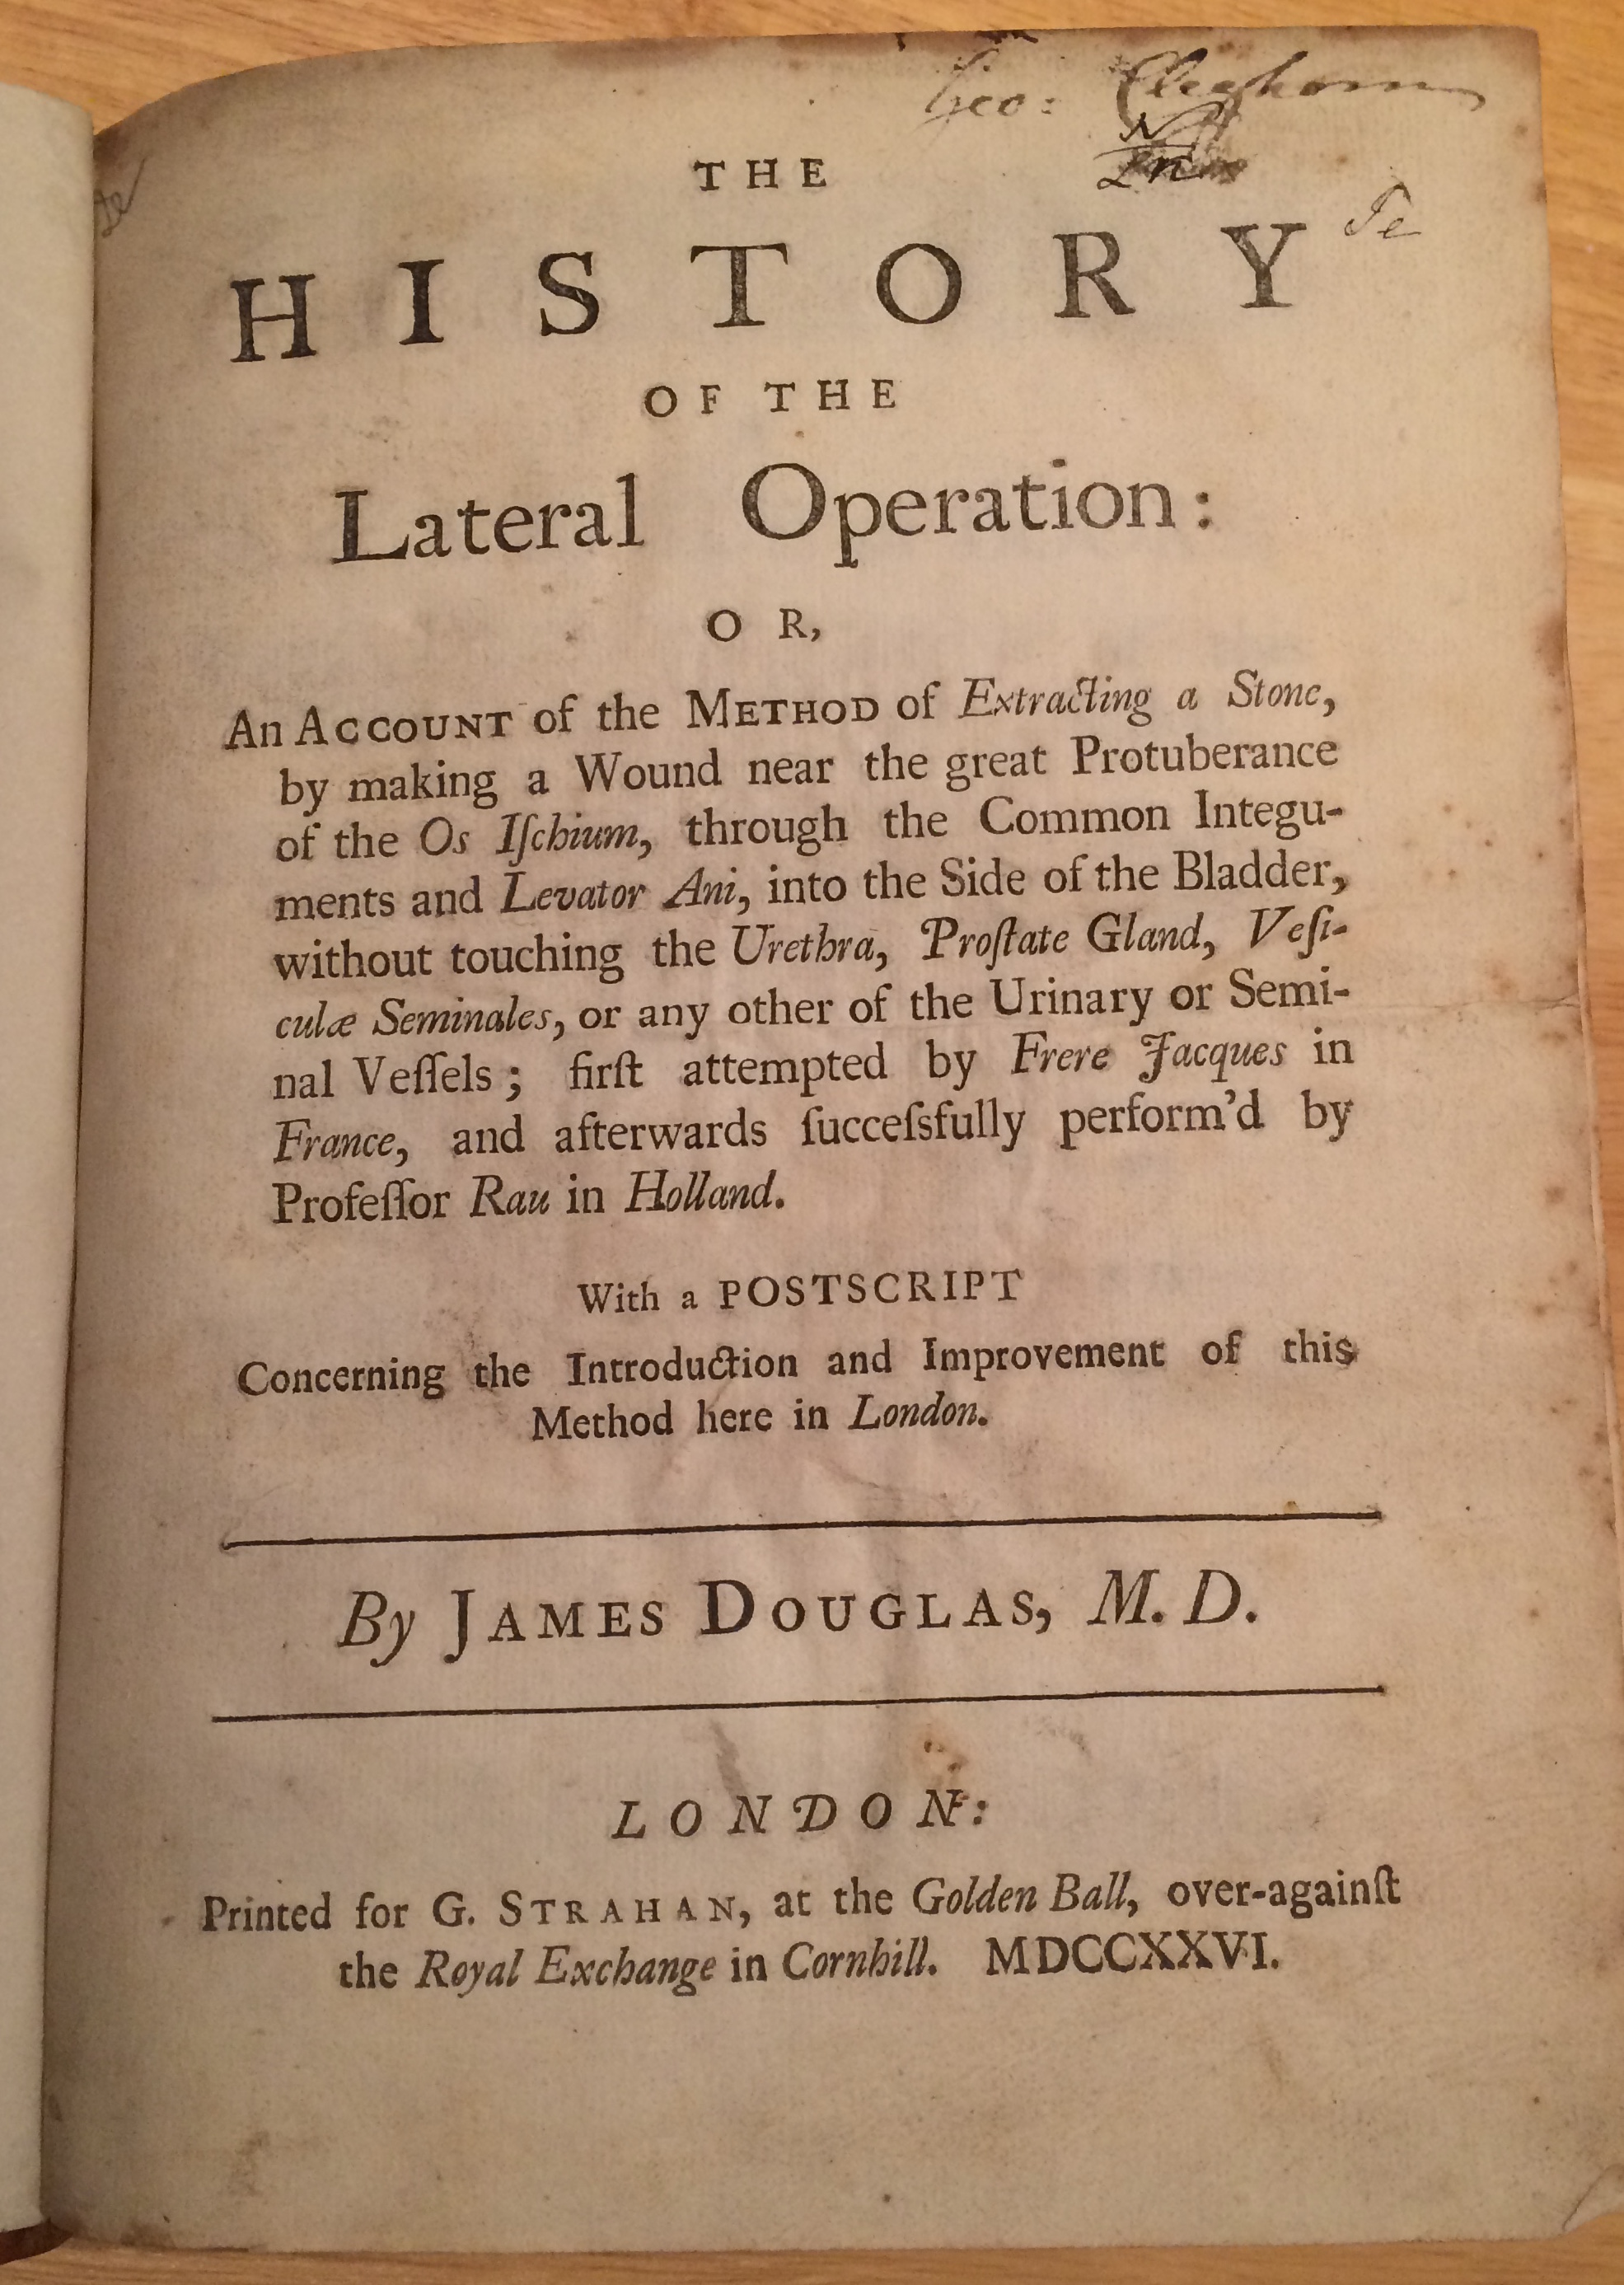 Geo: Cleghorn
THE
HISTORY
OF THE
Lateral Operation:
OR,
An ACCOUNT of the METHOD of Extracting a Stone,
by making a Wound near the great Protuberance
of the Os Iſchium, through the Common Integu-
ments and Levator Ani, into the Side of the Bladder,
without touching the Urethra, Proſtate Gland, Veſi-
culæ Seminales, or any other of the Urinary or Semi-
nal Veſſels; firſt attempted by Frere Jacques in
France, and afterwards ſucceſsfully perform'd by
Profeſſor Rau in Holland.
With a POSTSCRIPT
Concerning the Introduction and Improvement of this
Method here in London.
By JAMES DOUGLAS, M. D.
LONDON:
Printed for G. STRAHAN, at the Golden Ball, over-againſt
the Royal Exchange in Cornhill. MDCCXXVI.